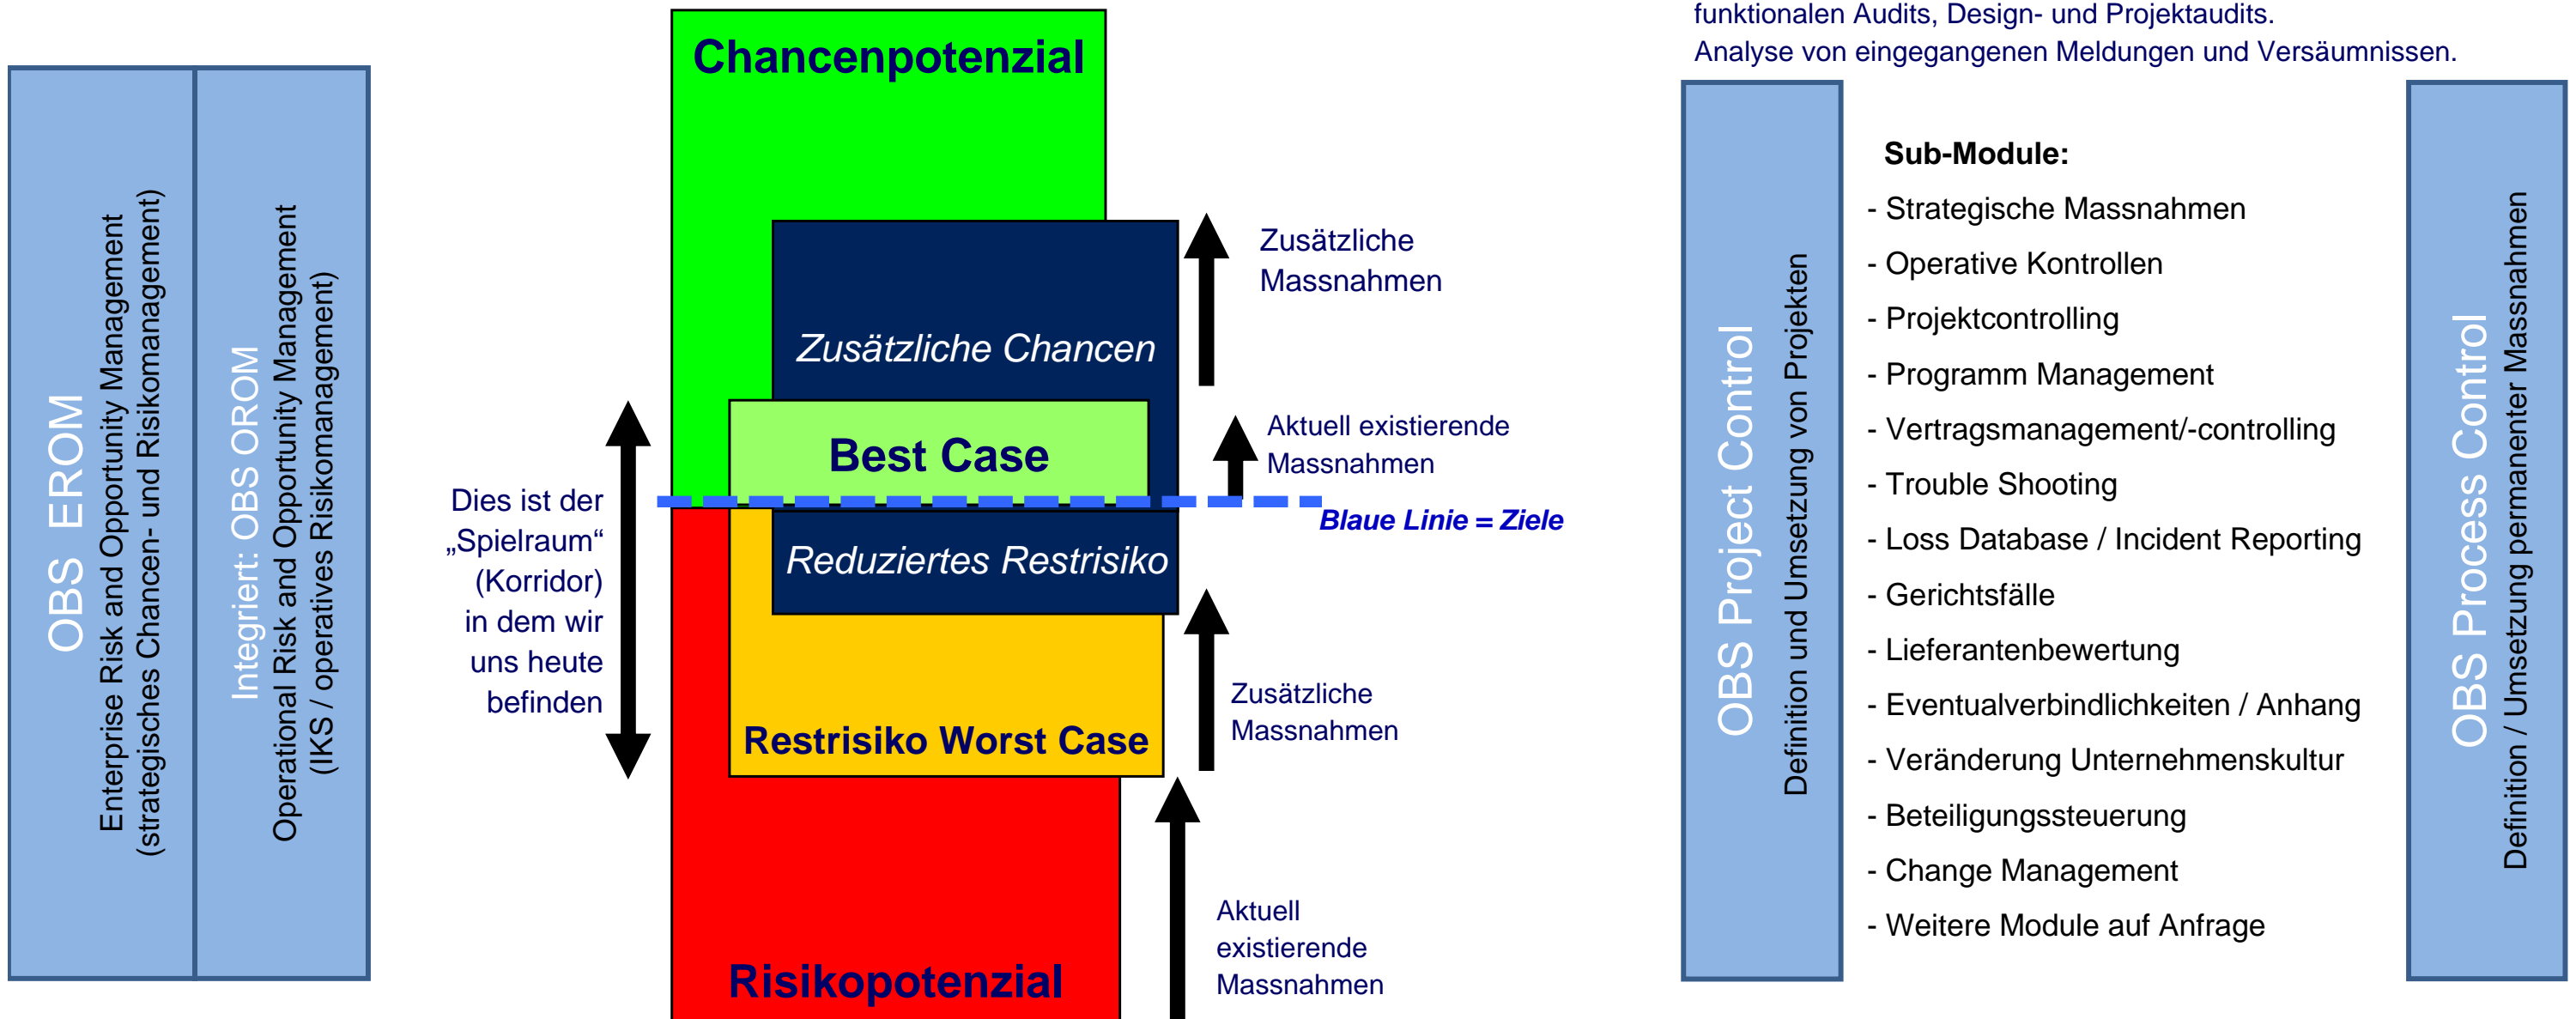 OBS EROM
Enterprise Risk and Opportunity Management
(strategisches Chancen- und Risikomanagement)
Integriert: OBS OROM
Operational Risk and Opportunity Management
(IKS / operatives Risikomanagement)
Chancenpotenzial
Zusätzliche Chancen
Best Case
Reduziertes Restrisiko
Restrisiko Worst Case
Risikopotenzial
Dies ist der
„Spielraum“
(Korridor)
in dem wir
uns heute
befinden
Zusätzliche
Massnahmen
Aktuell existierende
Massnahmen
Blaue Linie = Ziele
Zusätzliche
Massnahmen
Aktuell
existierende
Massnahmen
funktionalen Audits, Design- und Projektaudits.
Analyse von eingegangenen Meldungen und Versäumnissen.
OBS Project Control
Definition und Umsetzung von Projekten
Sub-Module:
- Strategische Massnahmen
- Operative Kontrollen
- Projektcontrolling
- Programm Management
- Vertragsmanagement/-controlling
- Trouble Shooting
- Loss Database / Incident Reporting
- Gerichtsfälle
- Lieferantenbewertung
- Eventualverbindlichkeiten / Anhang
- Veränderung Unternehmenskultur
- Beteiligungssteuerung
- Change Management
- Weitere Module auf Anfrage
OBS Process Control
Definition / Umsetzung permanenter Massnahmen